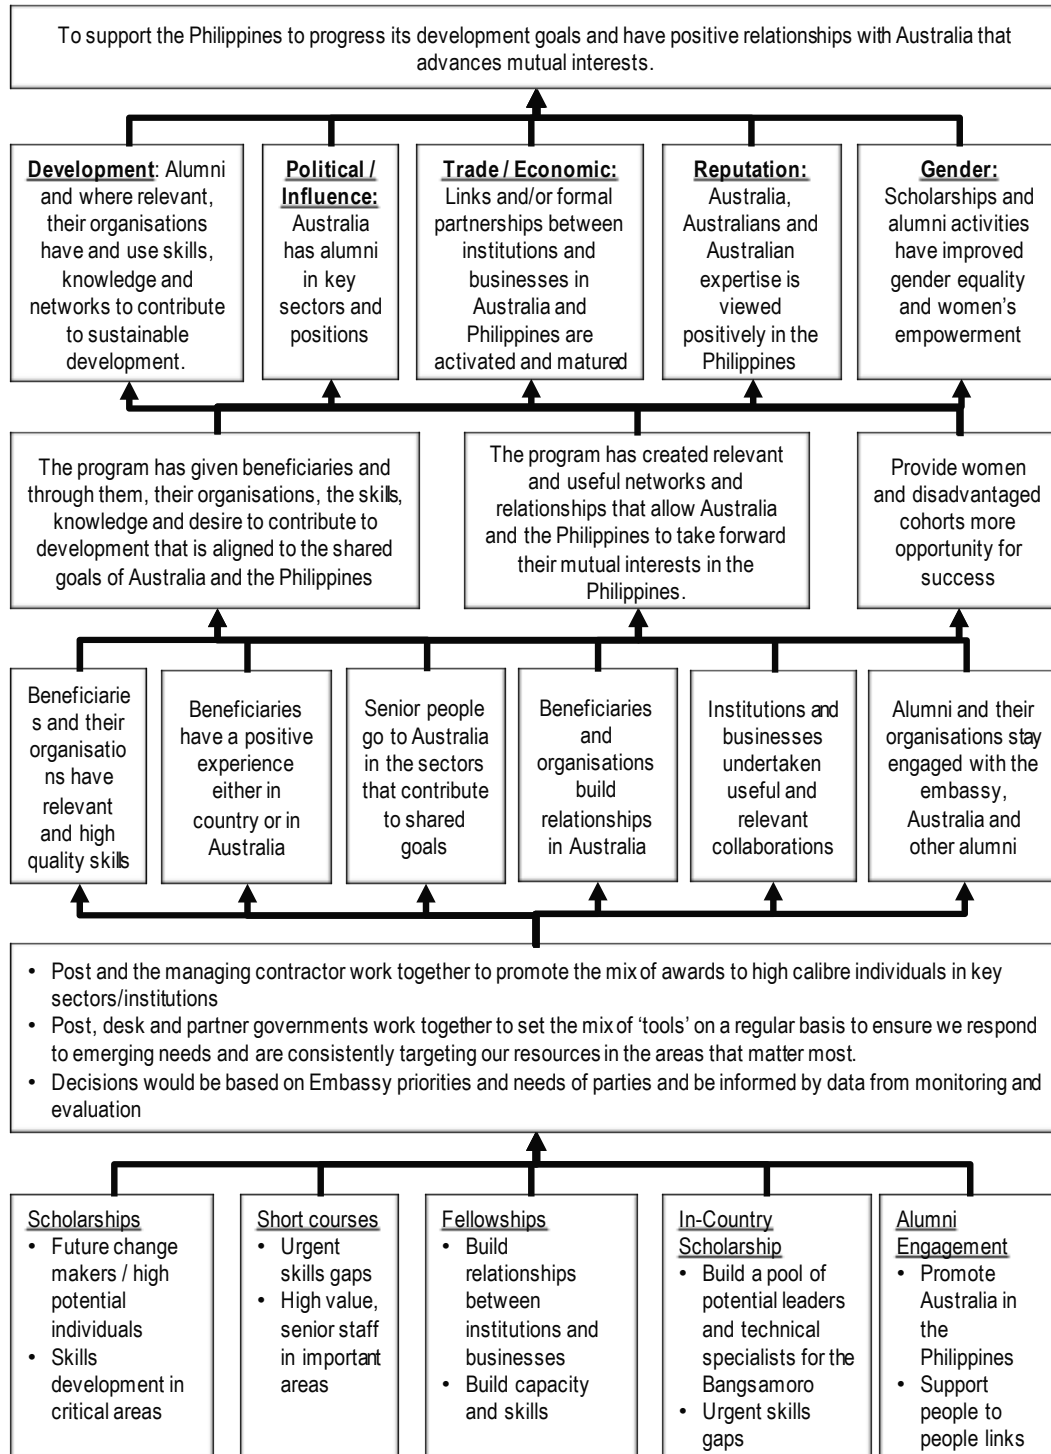 To support the Philippines to progress its development goals and have positive relationships with Australia that
advances mutual interests.
Development: Alumni
and where relevant,
their organisations
have and use skills,
knowledge and
networks to contribute
to sustainable
development.
Political /
Influence:
Australia
has alumni
in key
sectors and
positions
Trade / Economic:
Links and/or formal
partnerships between
institutions and
businesses in
Australia and
Philippines are
activated and matured
Reputation:
Australia,
Australians and
Australian
expertise is
viewed
positively in the
Philippines
Gender:
Scholarships and
alumni activities
have improved
gender equality
and women's
empowerment
The program has given beneficiaries and
through them, their organisations, the skills,
knowledge and desire to contribute to
development that is aligned to the shared
goals of Australia and the Philippines
The program has created relevant
and useful networks and
relationships that allow Australia
and the Philippines to take forward
their mutual interests in the
Philippines.
Provide women
and disadvantaged
cohorts more
opportunity for
success
Beneficiarie
s and their
organisatio
ns have
relevant
and high
quality skills
Beneficiaries
have a positive
experience
either in
country or in
Australia
Senior people
go to Australia
in the sectors
that contribute
to shared
goals
Beneficiaries
and
organisations
build
relationships
in Australia
Institutions and
businesses
undertaken
useful and
relevant
collaborations
Alumni and their
organisations stay
engaged with the
embassy,
Australia and
other alumni
• Post and the managing contractor work together to promote the mix of awards to high calibre individuals in key
sectors/institutions
• Post, desk and partner governments work together to set the mix of 'tools' on a regular basis to ensure we respond
to emerging needs and are consistently targeting our resources in the areas that matter most.
• Decisions would be based on Embassy priorities and needs of parties and be informed by data from monitoring and
evaluation
Scholarships
• Future change
makers / high
potential
individuals
• Skills
development in
critical areas
Short courses
• Urgent
skills gaps
• High value,
senior staff
in important
areas
Fellowships
• Build
relationships
between
institutions and
businesses
• Build capacity
and skills
In-Country
Scholarship
• Build a pool of
potential leaders
and technical
specialists for the
Bangsamoro
• Urgent skills
gaps
Alumni
Engagement
• Promote
Australia in
the
Philippines
• Support
people to
people links